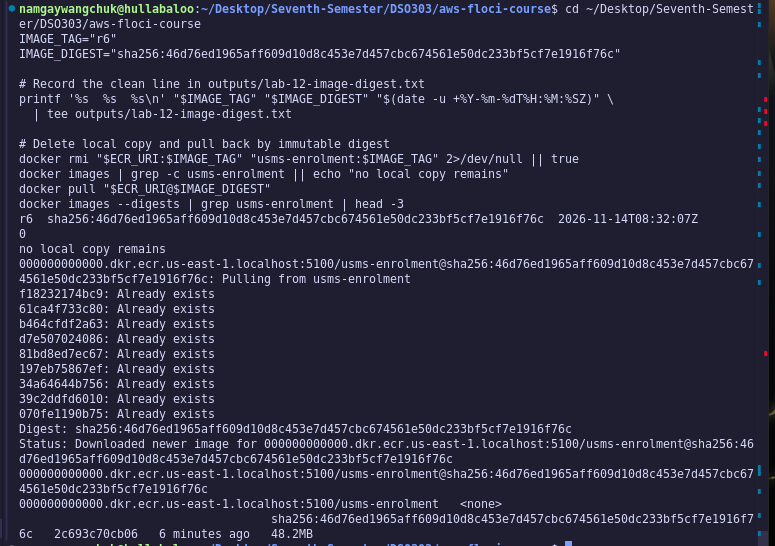 namgaywangchuk@hullabaloo:~/Desktop/Seventh-Semester/DSO303/aws-floci-course$ cd ~/Desktop/Seventh-Semest
er/DSO303/aws-floci-course
IMAGE_TAG="r6"
IMAGE_DIGEST="sha256:46d76ed1965aff609d10d8c453e7d457cbc674561e50dc233bf5cf7e1916f76c"

# Record the clean line in outputs/lab-12-image-digest.txt
printf '%s  %s  %s\n' "$IMAGE_TAG" "$IMAGE_DIGEST" "$(date -u +%Y-%m-%dT%H:%M:%SZ)" \
  | tee outputs/lab-12-image-digest.txt

# Delete local copy and pull back by immutable digest
docker rmi "$ECR_URI:$IMAGE_TAG" "usms-enrolment:$IMAGE_TAG" 2>/dev/null || true
docker images | grep -c usms-enrolment || echo "no local copy remains"
docker pull "$ECR_URI@$IMAGE_DIGEST"
docker images --digests | grep usms-enrolment | head -3
r6  sha256:46d76ed1965aff609d10d8c453e7d457cbc674561e50dc233bf5cf7e1916f76c  2026-11-14T08:32:07Z
0
no local copy remains
000000000000.dkr.ecr.us-east-1.localhost:5100/usms-enrolment@sha256:46d76ed1965aff609d10d8c453e7d457cbc67
4561e50dc233bf5cf7e1916f76c: Pulling from usms-enrolment
f18232174bc9: Already exists
61ca4f733c80: Already exists
b464cfdf2a63: Already exists
d7e507024086: Already exists
81bd8ed7ec67: Already exists
197eb75867ef: Already exists
34a64644b756: Already exists
39c2ddfd6010: Already exists
070fe1190b75: Already exists
Digest: sha256:46d76ed1965aff609d10d8c453e7d457cbc674561e50dc233bf5cf7e1916f76c
Status: Downloaded newer image for 000000000000.dkr.ecr.us-east-1.localhost:5100/usms-enrolment@sha256:46
d76ed1965aff609d10d8c453e7d457cbc674561e50dc233bf5cf7e1916f76c
000000000000.dkr.ecr.us-east-1.localhost:5100/usms-enrolment@sha256:46d76ed1965aff609d10d8c453e7d457cbc67
4561e50dc233bf5cf7e1916f76c
000000000000.dkr.ecr.us-east-1.localhost:5100/usms-enrolment   <none>
sha256:46d76ed1965aff609d10d8c453e7d457cbc674561e50dc233bf5cf7e1916f7
6c   2c693c70cb06   6 minutes ago   48.2MB